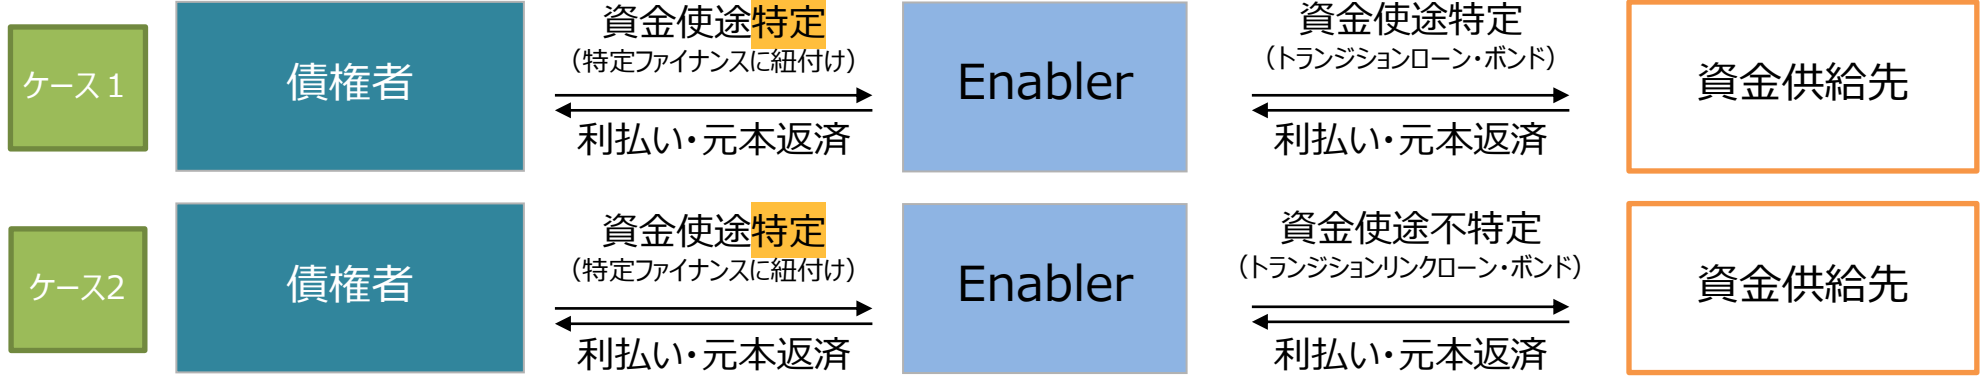 ケース１
債権者
資金使途特定
（特定ファイナンスに紐付け）
利払い・元本返済
Enabler
資金使途特定
（トランジションローン・ボンド）
利払い・元本返済
資金供給先
ケース2
債権者
資金使途特定
（特定ファイナンスに紐付け）
利払い・元本返済
Enabler
資金使途不特定
（トランジションリンクローン・ボンド）
利払い・元本返済
資金供給先